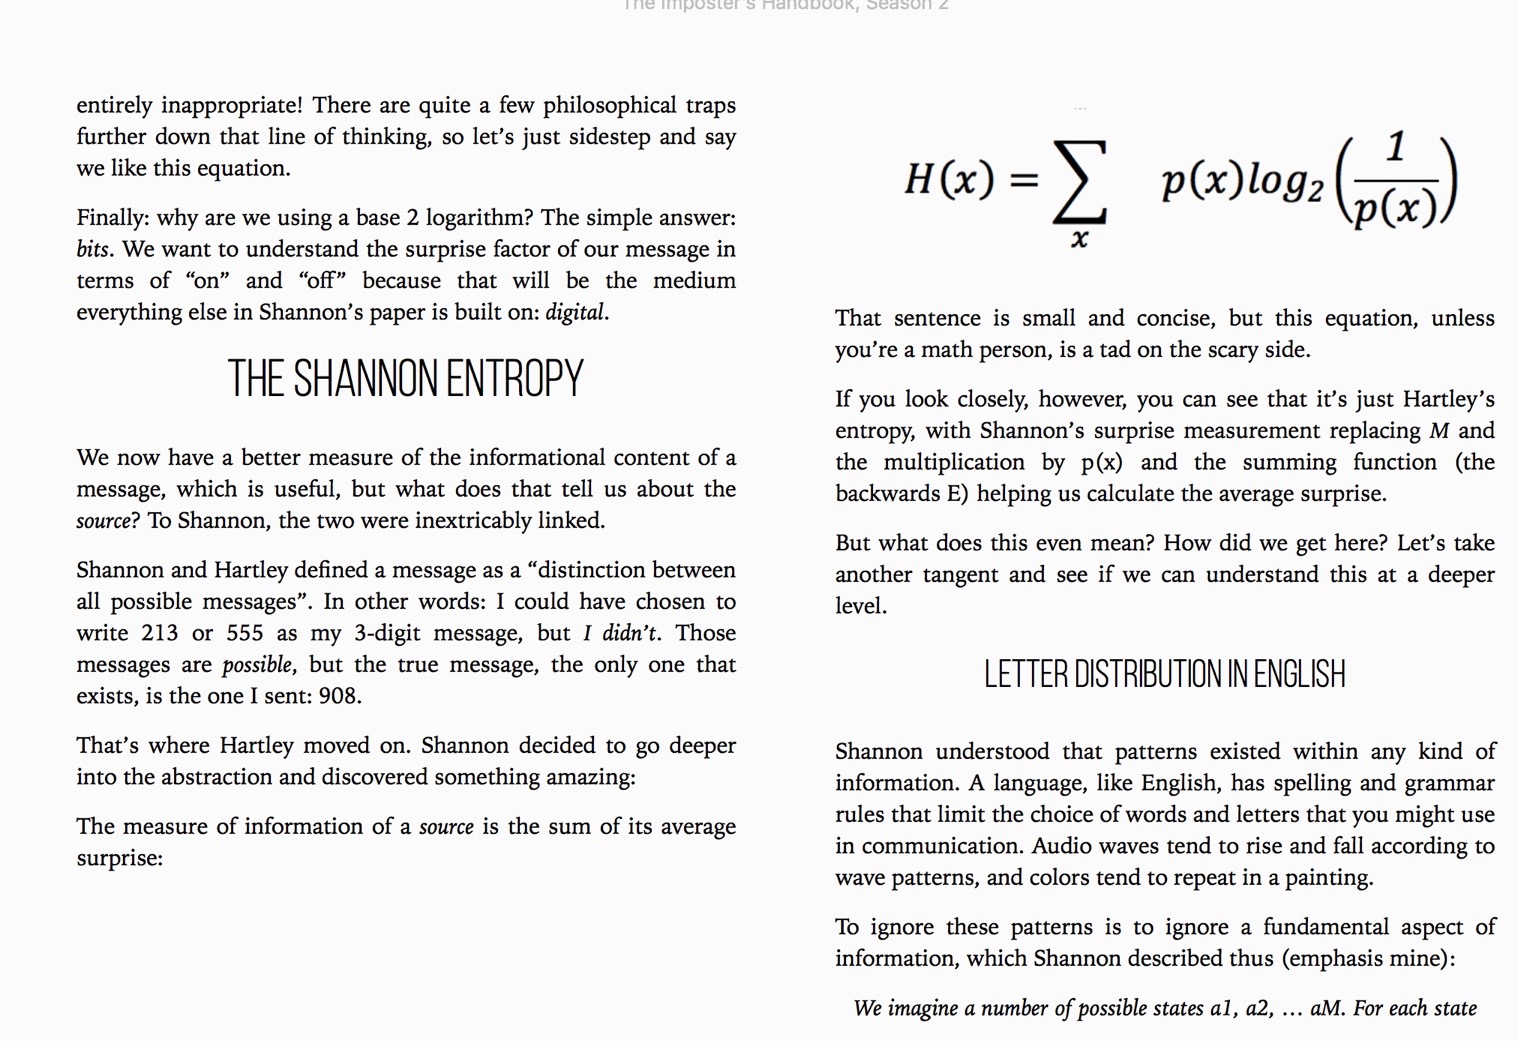 The Imposter's Handbook, Season 2
entirely inappropriate! There are quite a few philosophical traps
further down that line of thinking, so let's just sidestep and say
we like this equation.
Finally: why are we using a base 2 logarithm? The simple answer:
bits. We want to understand the surprise factor of our message in
terms of “on” and “off” because that will be the medium
everything else in Shannon's paper is built on: digital.
THE SHANNON ENTROPY
We now have a better measure of the informational content of a
message, which is useful, but what does that tell us about the
source? To Shannon, the two were inextricably linked.
Shannon and Hartley defined a message as a “distinction between
all possible messages”. In other words: I could have chosen to
write 213 or 555 as my 3-digit message, but I didn't. Those
messages are possible, but the true message, the only one that
exists, is the one I sent: 908.
That's where Hartley moved on. Shannon decided to go deeper
into the abstraction and discovered something amazing:
The measure of information of a source is the sum of its average
surprise:
H(x) = ∑x p(x)log₂(1/p(x))
That sentence is small and concise, but this equation, unless
you're a math person, is a tad on the scary side.
If you look closely, however, you can see that it's just Hartley's
entropy, with Shannon's surprise measurement replacing M and
the multiplication by p(x) and the summing function (the
backwards E) helping us calculate the average surprise.
But what does this even mean? How did we get here? Let's take
another tangent and see if we can understand this at a deeper
level.
LETTER DISTRIBUTION IN ENGLISH
Shannon understood that patterns existed within any kind of
information. A language, like English, has spelling and grammar
rules that limit the choice of words and letters that you might use
in communication. Audio waves tend to rise and fall according to
wave patterns, and colors tend to repeat in a painting.
To ignore these patterns is to ignore a fundamental aspect of
information, which Shannon described thus (emphasis mine):
We imagine a number of possible states a1, a2, … aM. For each state